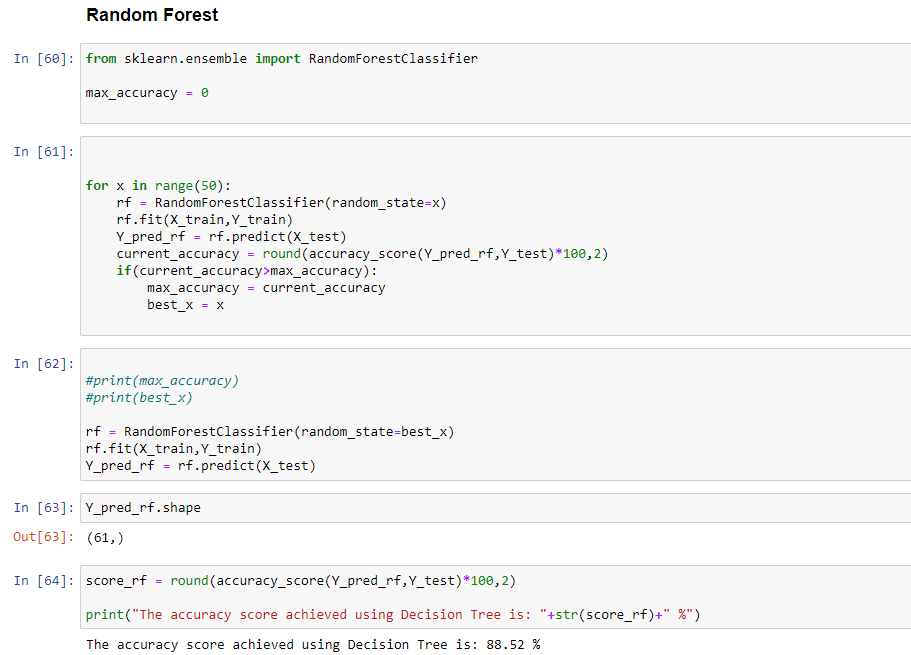 Random Forest
In [60]: from sklearn.ensemble import RandomForestClassifier
max_accuracy = 0
In [61]:
for x in range(50):
    rf = RandomForestClassifier(random_state=x)
    rf.fit(X_train,Y_train)
    Y_pred_rf = rf.predict(X_test)
    current_accuracy = round(accuracy_score(Y_pred_rf,Y_test)*100,2)
    if(current_accuracy>max_accuracy):
        max_accuracy = current_accuracy
        best_x = x
In [62]:
#print(max_accuracy)
#print(best_x)
rf = RandomForestClassifier(random_state=best_x)
rf.fit(X_train,Y_train)
Y_pred_rf = rf.predict(X_test)
In [63]: Y_pred_rf.shape
Out[63]: (61,)
In [64]: score_rf = round(accuracy_score(Y_pred_rf,Y_test)*100,2)
print("The accuracy score achieved using Decision Tree is: "+str(score_rf)+" %")
The accuracy score achieved using Decision Tree is: 88.52 %